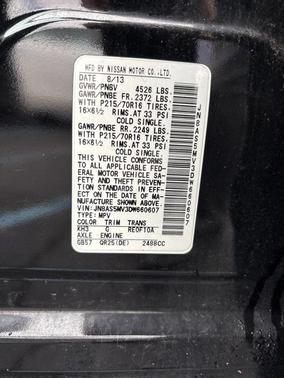 MFD BY NISSAN MOTOR CO.,LTD.
DATE 8/13
GVWR/PNBV 4526 LBS.
GAWR/PNBE FR.2372 LBS.
WITH P215/70R16 TIRES.
16×6½ RIMS.AT 33 PSI
COLD SINGLE.
GAWR/PNBE RR.2249 LBS.
WITH P215/70R16 TIRES.
16×6½ RIMS.AT 33 PSI
COLD SINGLE.
THIS VEHICLE CONFORMS
TO ALL APPLICABLE FED-
ERAL MOTOR VEHICLE SA-
FETY AND THEFT PREVEN-
TION STANDARDS IN EFF-
ECT ON THE DATE OF MA-
NUFACTURE SHOWN ABOVE.
VIN:JN8AS5MV3DW660607
TYPE:MPV
COLOR TRIM TRANS
KH3 G RE0F10A
AXLE ENGINE
GB57 QR25(DE) 2488CC
JN8AS5MV3DW660607